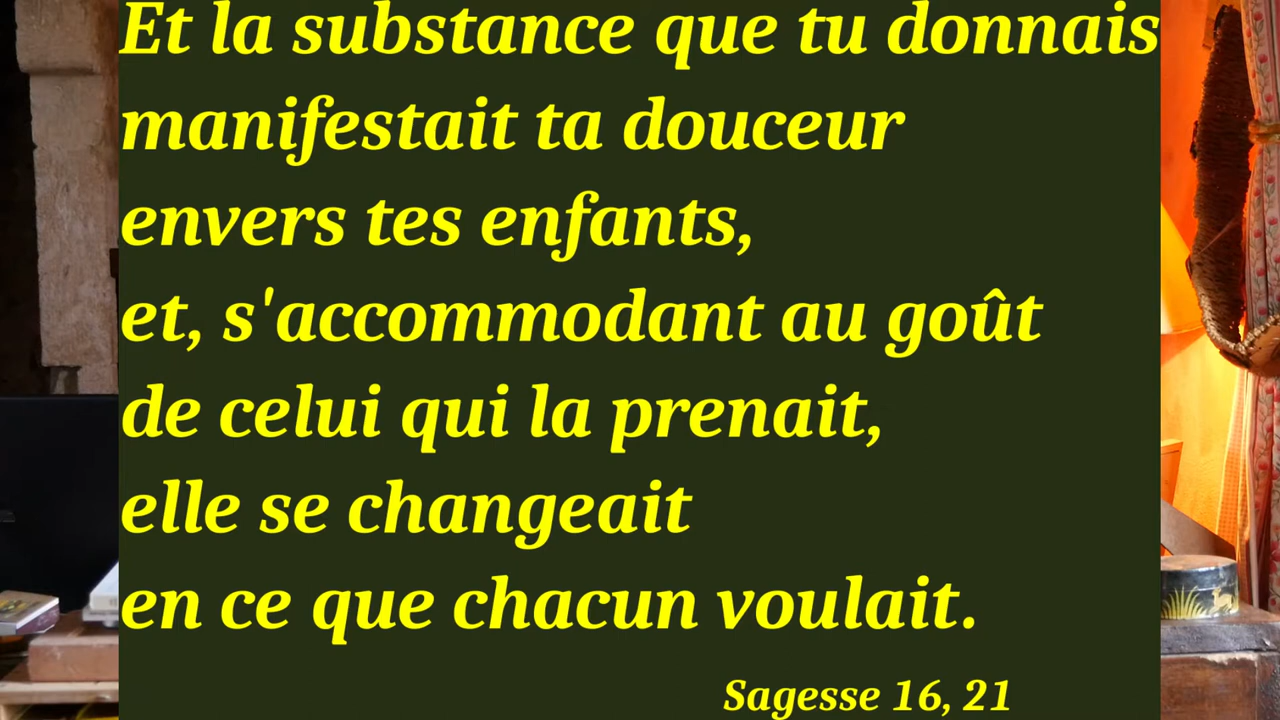 Et la substance que tu donnais
manifestait ta douceur
envers tes enfants,
et, s'accommodant au goût
de celui qui la prenait,
elle se changeait
en ce que chacun voulait.
Sagesse 16, 21